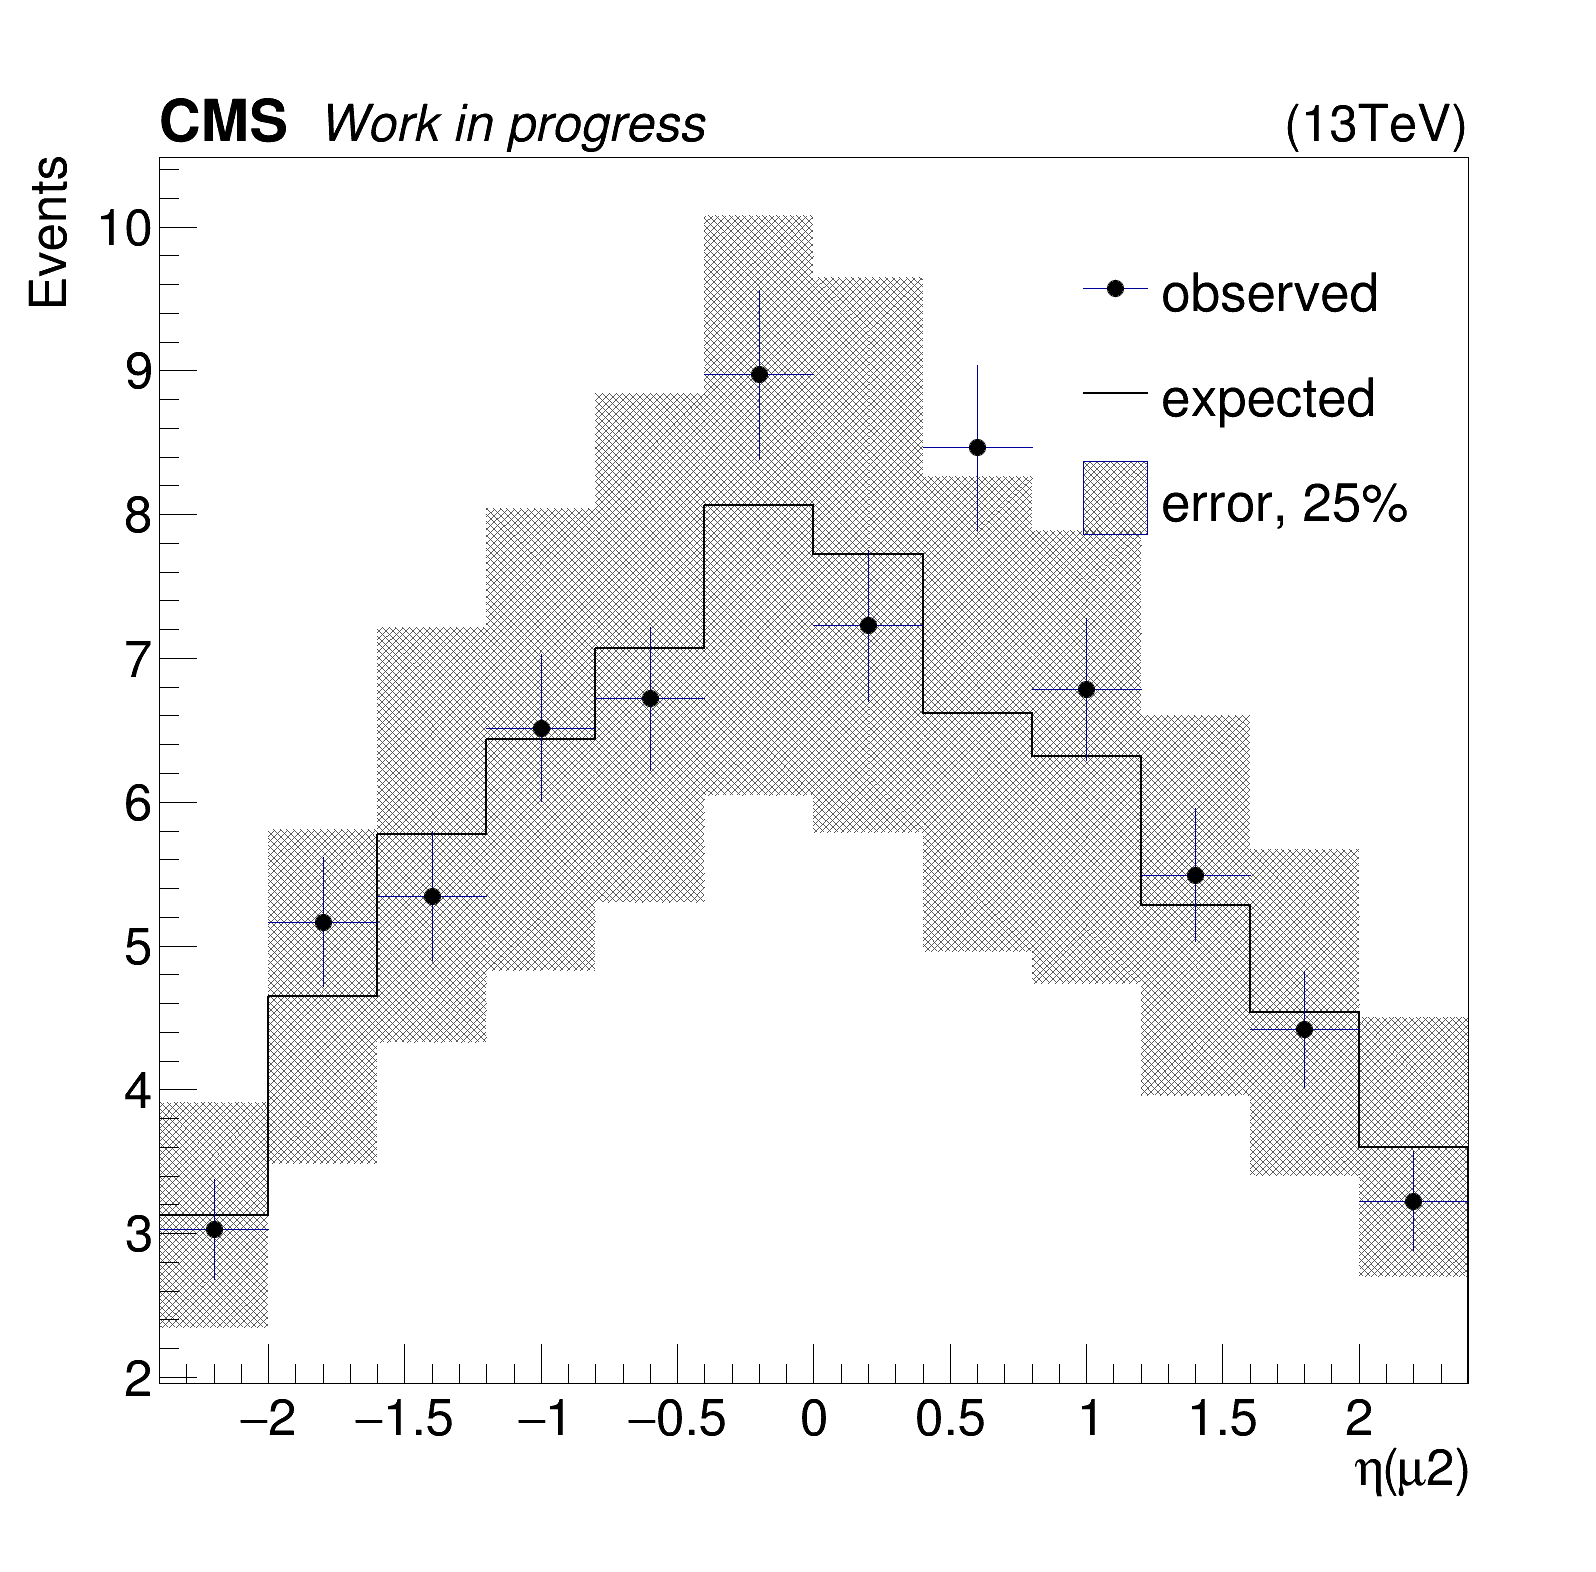 CMS Work in progress (13TeV)
Events
10
9
8
7
6
5
4
3
2
observed
expected
error, 25%
−2 −1.5 −1 −0.5 0 0.5 1 1.5 2
η(μ2)